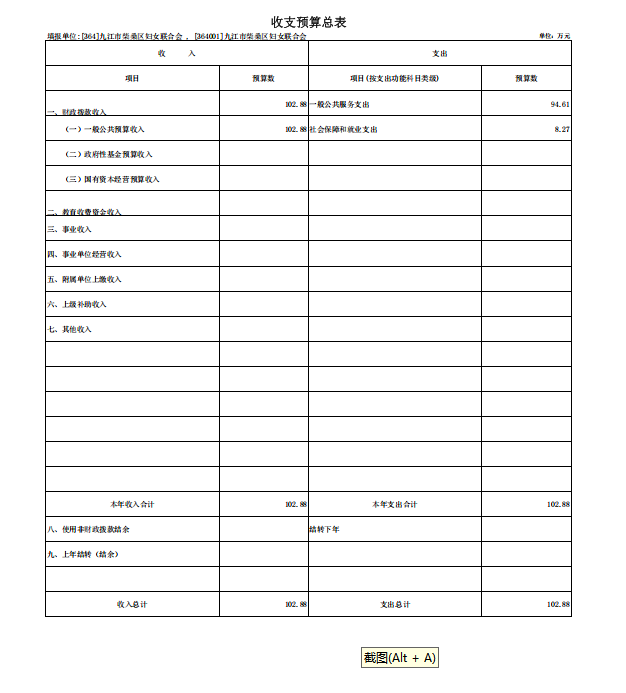 收支预算总表
填报单位:[364]九江市柴桑区妇女联合会 , [364001]九江市柴桑区妇女联合会 单位: 万元
收 入 支出
项目 预算数 项目(按支出功能科目类级) 预算数
一、财政拨款收入 102.88 一般公共服务支出 94.61
（一）一般公共预算收入 102.88 社会保障和就业支出 8.27
（二）政府性基金预算收入
（三）国有资本经营预算收入
二、教育收费资金收入
三、事业收入
四、事业单位经营收入
五、附属单位上缴收入
六、上级补助收入
七、其他收入
本年收入合计 102.88 本年支出合计 102.88
八、使用非财政拨款结余 结转下年
九、上年结转（结余）
收入总计 102.88 支出总计 102.88
截图(Alt + A)